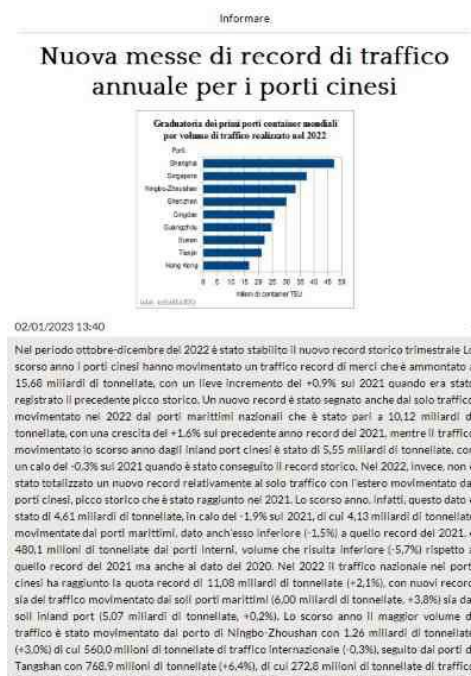 Informare
Nuova messe di record di traffico
annuale per i porti cinesi
Graduatoria dei primi porti container mondiali
per volume di traffico realizzato nel 2022
Porti
Shanghai
Singapore
Ningbo-Zhoushan
Shenzhen
Qingdao
Guangzhou
Busan
Tianjin
Hong Kong
0 5 10 15 20 25 30 35 40 45 50
milioni di container TEU
02/01/2023 13:40
Nel periodo ottobre-dicembre del 2022 è stato stabilito il nuovo record storico trimestrale Lo
scorso anno i porti cinesi hanno movimentato un traffico record di merci che è ammontato a
15,68 miliardi di tonnellate, con un lieve incremento del +0,9% sul 2021 quando era stato
registrato il precedente picco storico. Un nuovo record è stato segnato anche dal solo traffico
movimentato nel 2022 dai porti marittimi nazionali che è stato pari a 10,12 miliardi di
tonnellate, con una crescita del +1,6% sul precedente anno record del 2021, mentre il traffico
movimentato lo scorso anno dagli inland port cinesi è stato di 5,55 miliardi di tonnellate, con
un calo del -0,3% sul 2021 quando è stato conseguito il record storico. Nel 2022, invece, non è
stato totalizzato un nuovo record relativamente al solo traffico con l'estero movimentato dai
porti cinesi, picco storico che è stato raggiunto nel 2021. Lo scorso anno, infatti, questo dato è
stato di 4,61 miliardi di tonnellate, in calo del -1,9% sul 2021, di cui 4,13 miliardi di tonnellate
movimentate dai porti marittimi, dato anch'esso inferiore (-1,5%) a quello record del 2021, e
480,1 milioni di tonnellate dai porti interni, volume che risulta inferiore (-5,7%) rispetto a
quello record del 2021 ma anche al dato del 2020. Nel 2022 il traffico nazionale nei porti
cinesi ha raggiunto la quota record di 11,08 miliardi di tonnellate (+2,1%), con nuovi record
sia del traffico movimentato dai soli porti marittimi (6,00 miliardi di tonnellate, +3,8%) sia dai
soli inland port (5,07 miliardi di tonnellate, +0,2%). Lo scorso anno il maggior volume di
traffico è stato movimentato dal porto di Ningbo-Zhoushan con 1,26 miliardi di tonnellate
(+3,0%) di cui 560,0 milioni di tonnellate di traffico internazionale (-0,3%), seguito dai porti di
Tangshan con 768,9 milioni di tonnellate (+6,4%), di cui 272,8 milioni di tonnellate di traffico